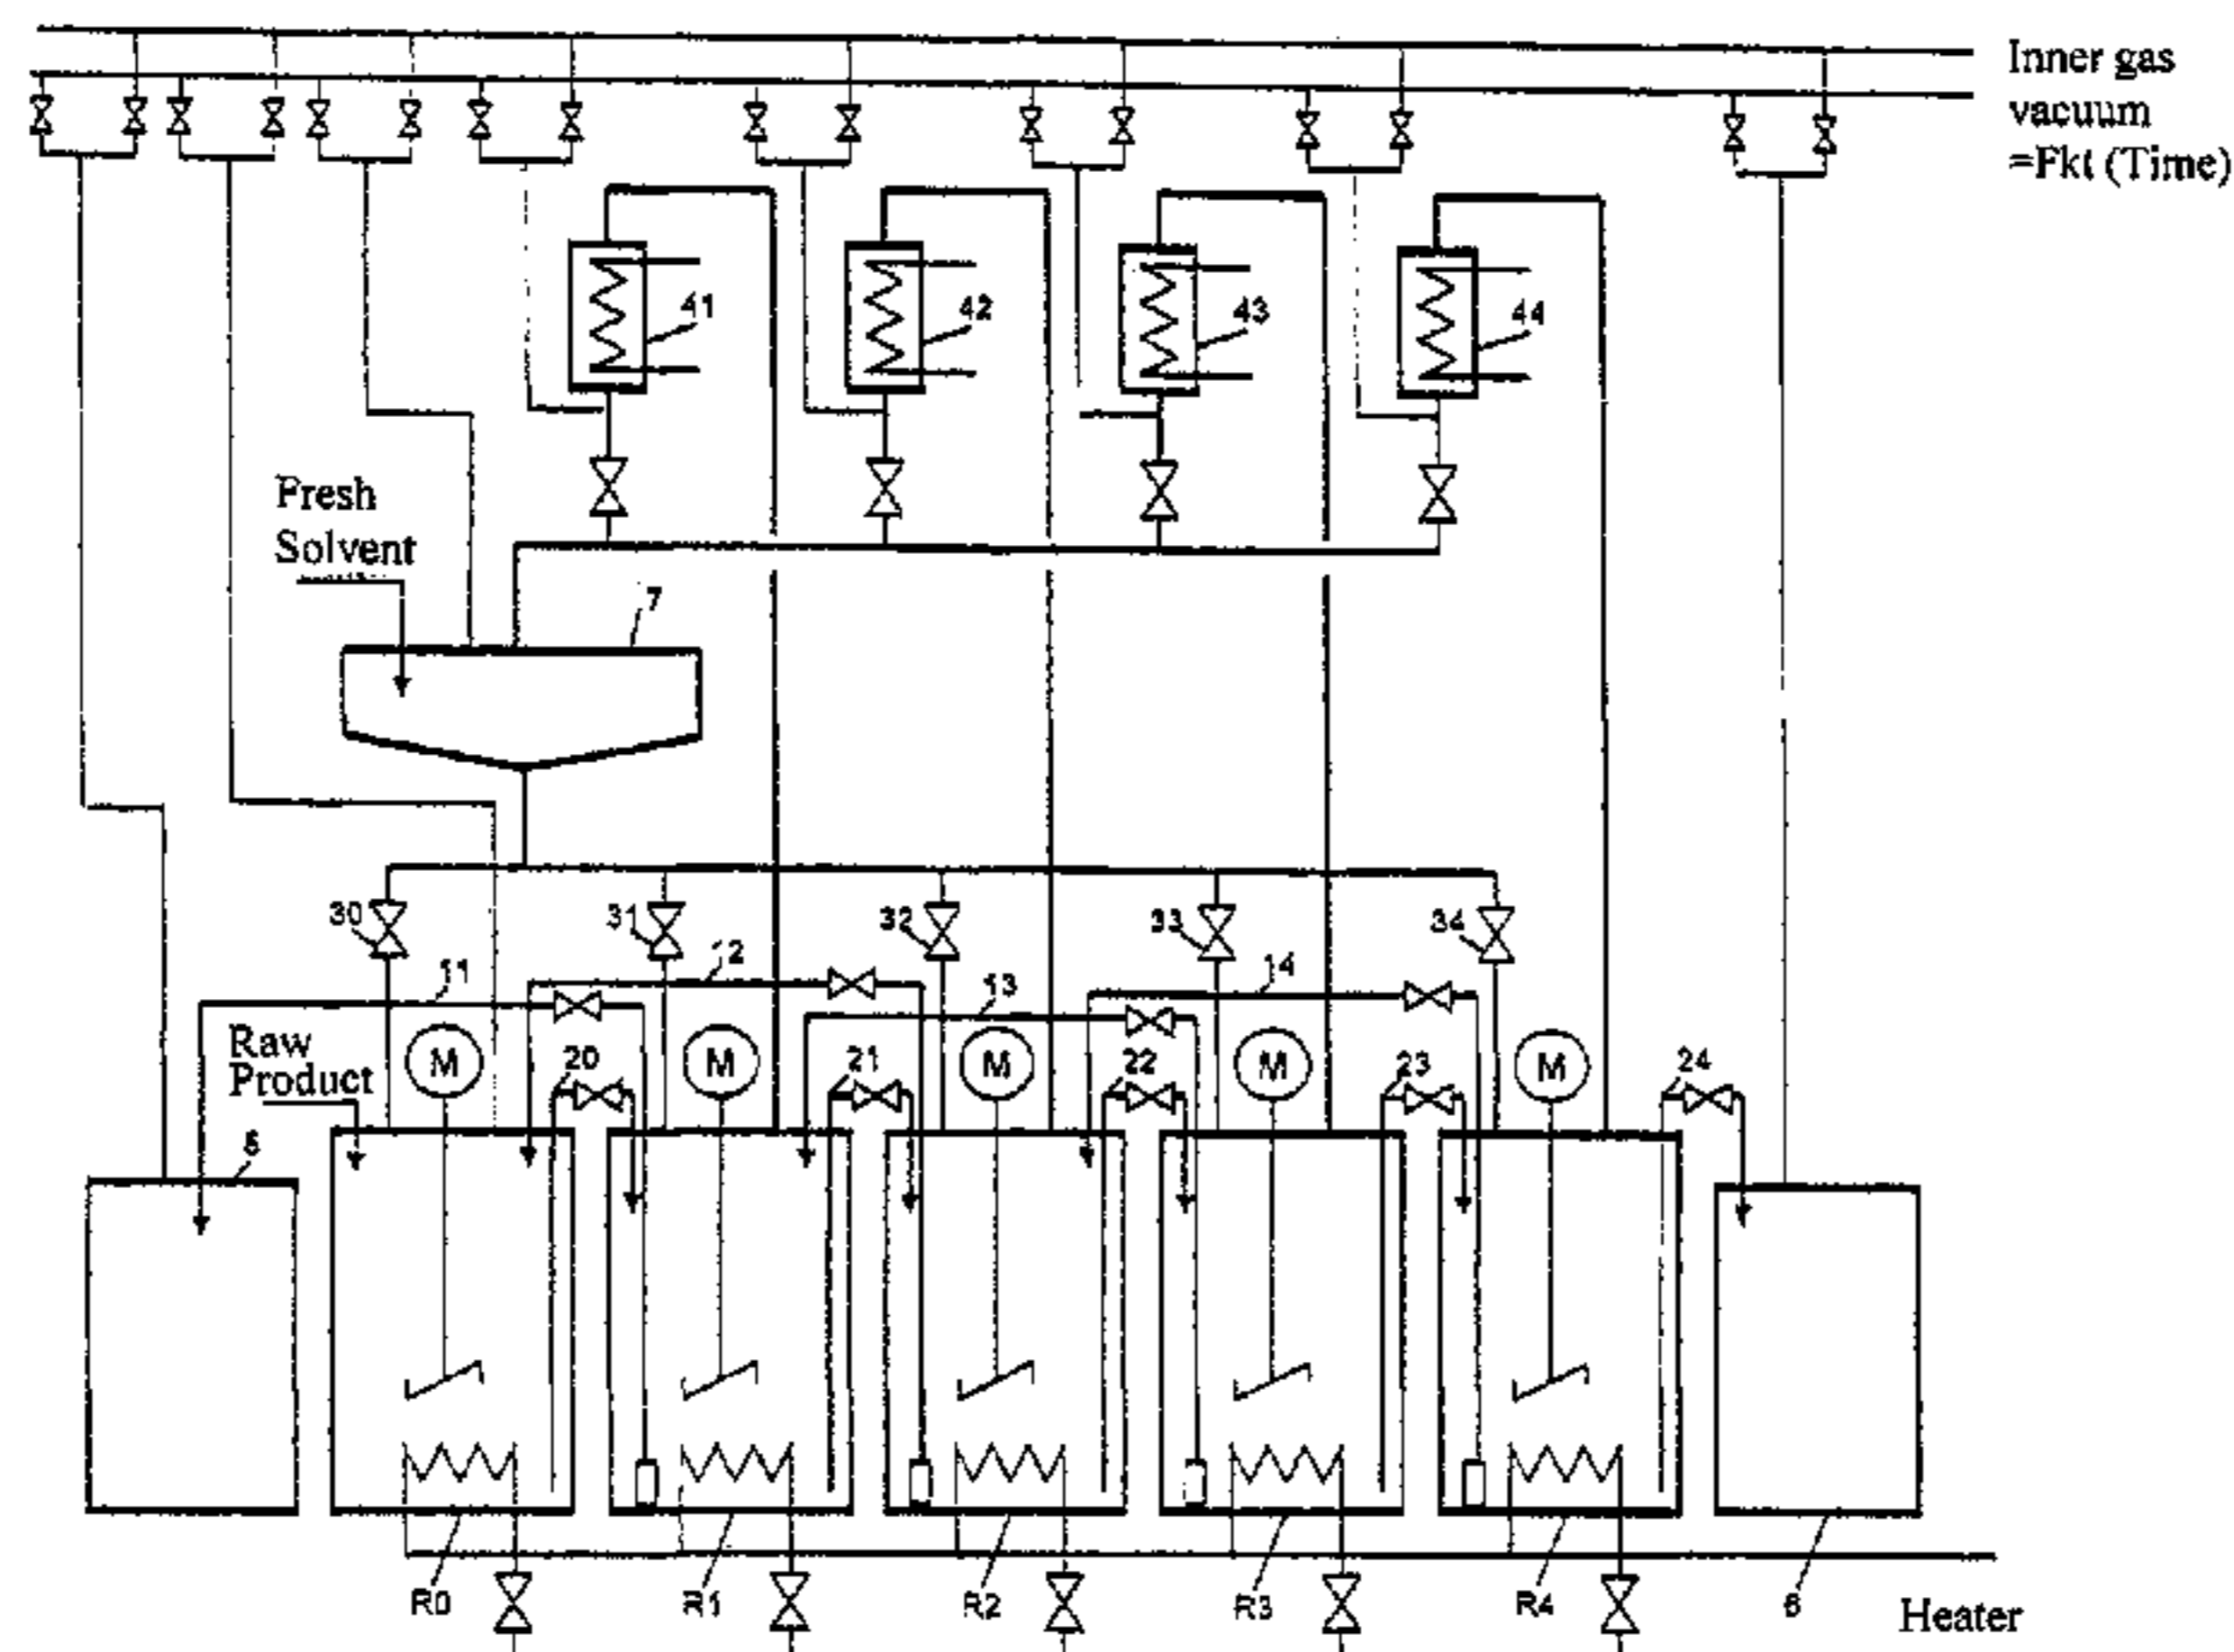 Inner gas
vacuum
=Fkt (Time)
41
42
43
44
Fresh
Solvent
7
30
31
32
33
34
11
12
13
14
Raw
Product
M
M
M
M
M
20
21
22
23
24
5
R0
R1
R2
R3
R4
6
Heater